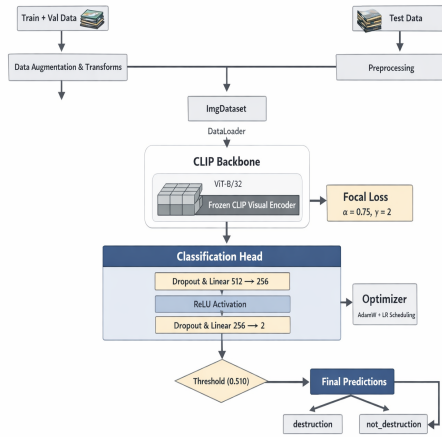 Train + Val Data
Test Data
Data Augmentation & Transforms
Preprocessing
ImgDataset
DataLoader
CLIP Backbone
ViT-B/32
Frozen CLIP Visual Encoder
Focal Loss
α = 0.75, γ = 2
Classification Head
Dropout & Linear 512 → 256
ReLU Activation
Dropout & Linear 256 → 2
Optimizer
AdamW + LR Scheduling
Threshold (0.510)
Final Predictions
destruction
not_destruction